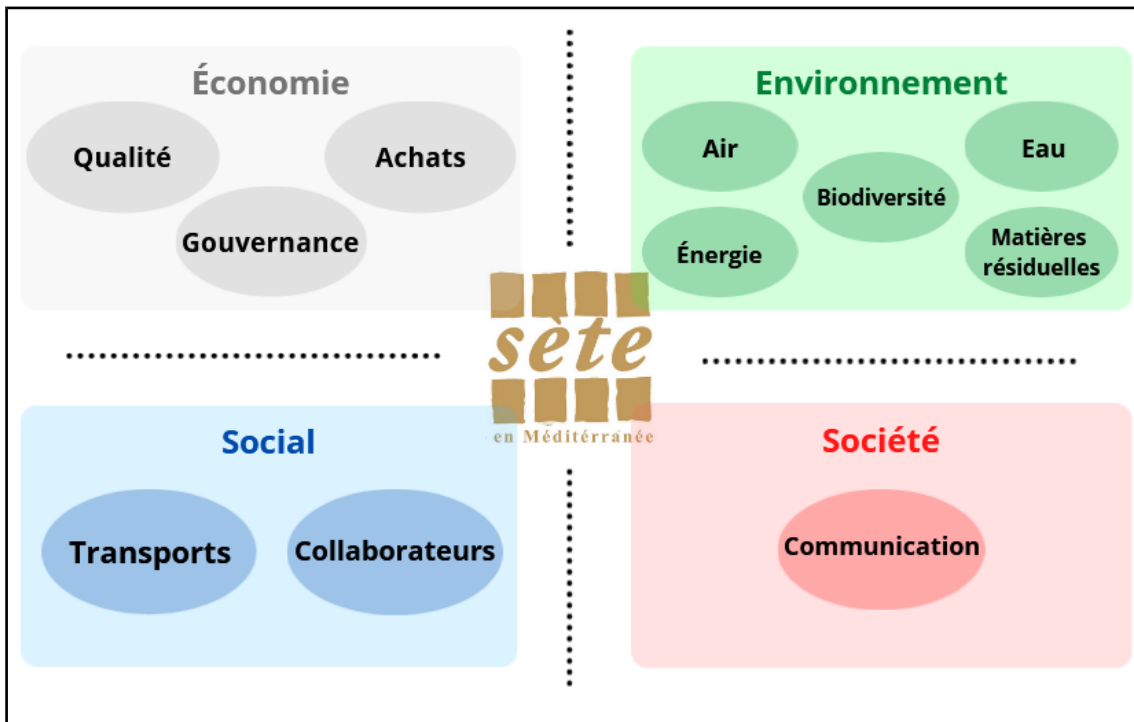 Économie
Qualité
Achats
Gouvernance
Environnement
Air
Eau
Biodiversité
Énergie
Matières
résiduelles
sète
en Méditérranée
Social
Transports
Collaborateurs
Société
Communication